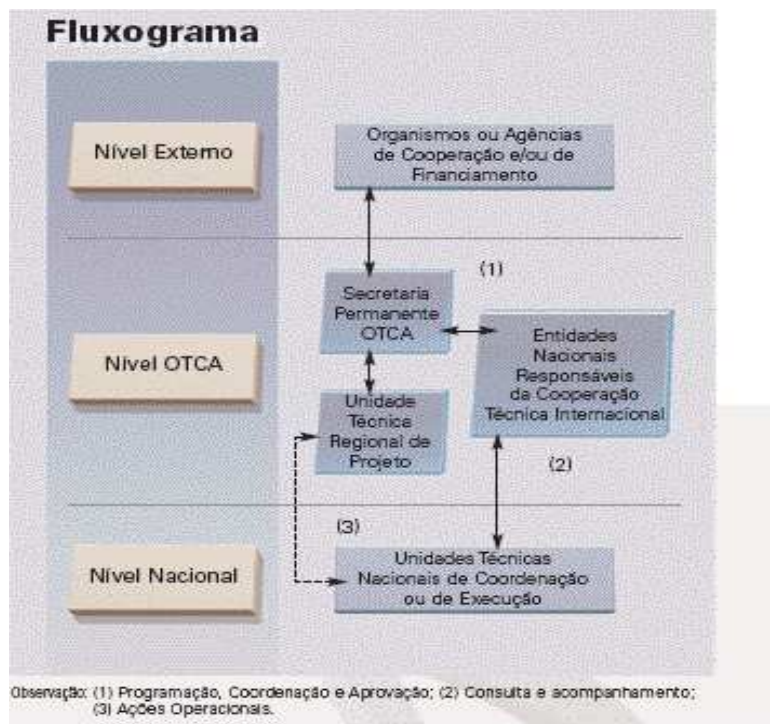 Fluxograma
Nível Externo
Organismos ou Agências
de Cooperação e/ou de
Financiamento
(1)
Secretaria
Permanente
OTCA
Nível OTCA
Entidades
Nacionais
Responsáveis
da Cooperação
Técnica Internacional
Unidade
Técnica
Regional de
Projeto
(2)
(3)
Nível Nacional
Unidades Técnicas
Nacionais de Coordenação
ou de Execução
Observação: (1) Programação, Coordenação e Aprovação; (2) Consulta e acompanhamento;
(3) Ações Operacionais.